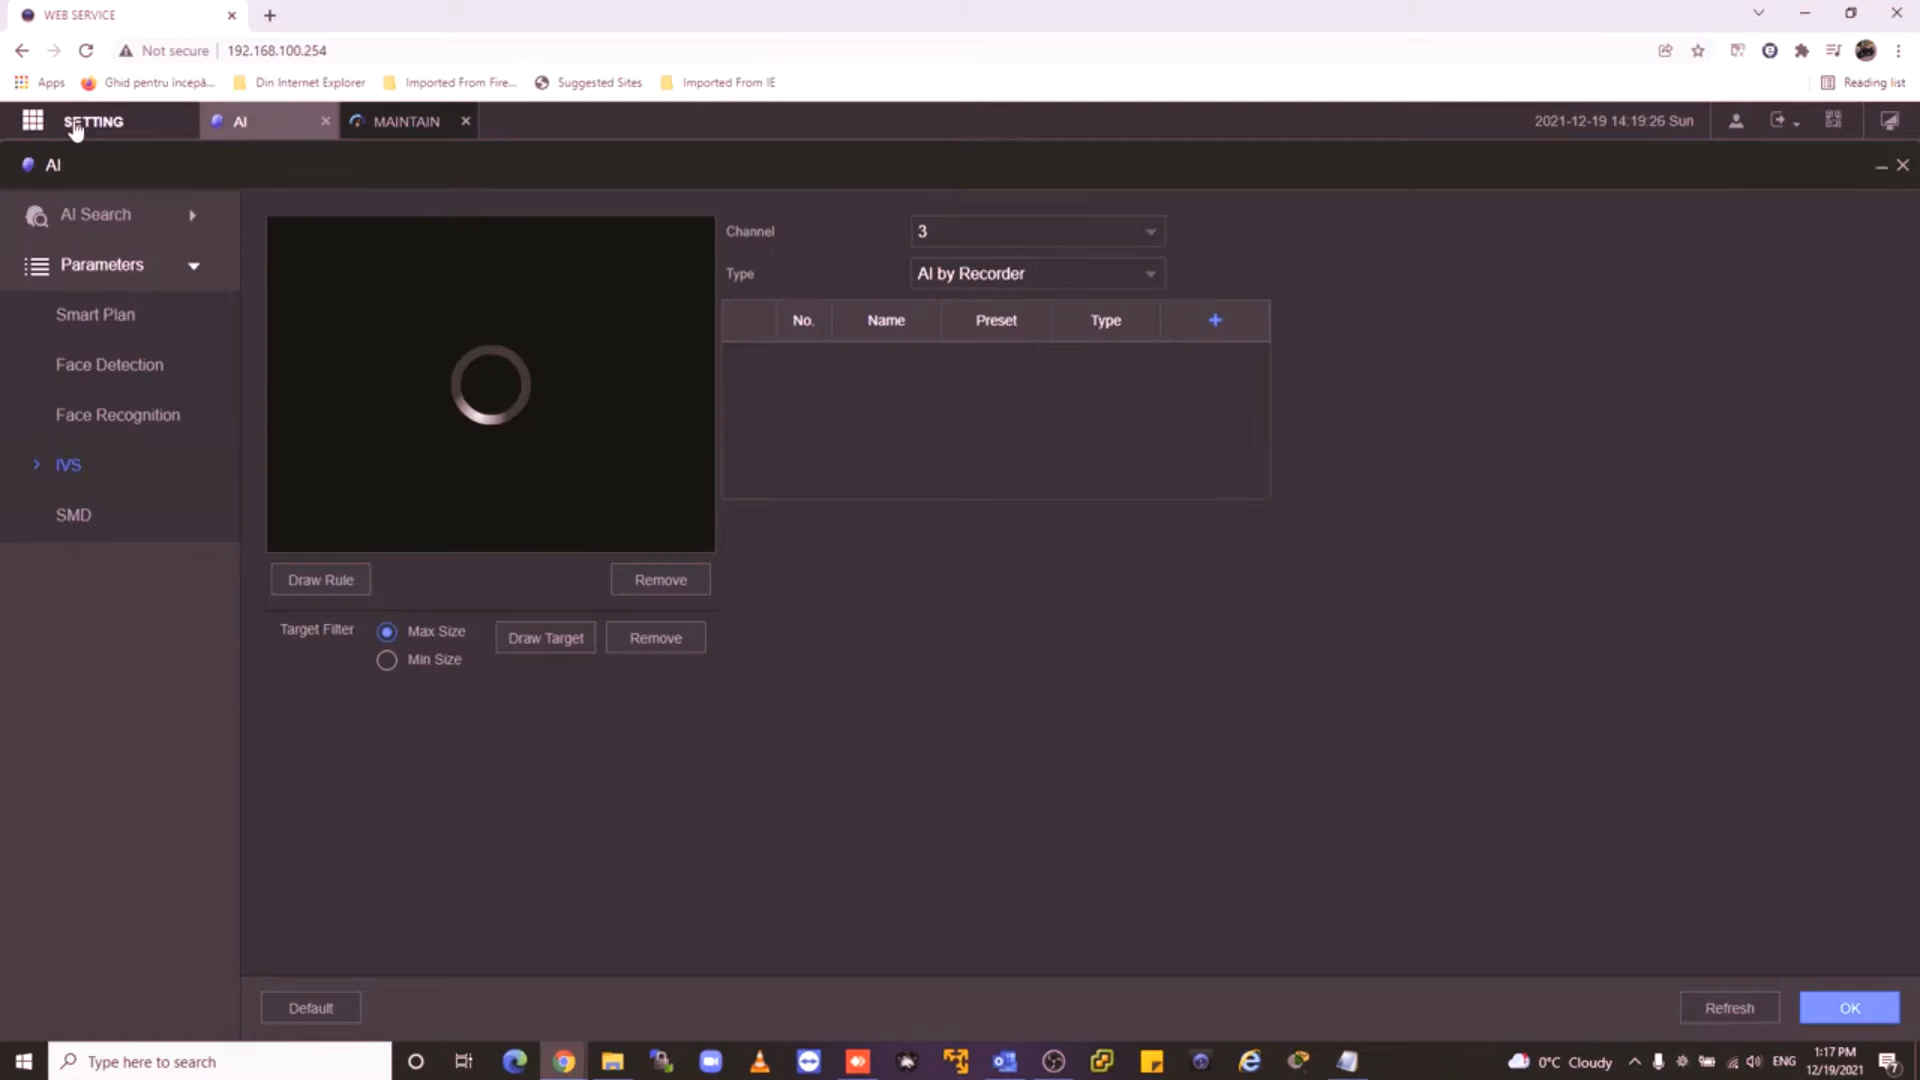 WEB SERVICE
Not secure 192.168.100.254
Apps Ghid pentru încep&... Din Internet Explorer Imported From Fire... Suggested Sites Imported From IE Reading list
SETTING AI MAINTAIN 2021-12-19 14:19:26 Sun
AI
AI Search
Parameters
Smart Plan
Face Detection
Face Recognition
IVS
SMD
Channel 3
Type AI by Recorder
No. Name Preset Type +
Draw Rule Remove
Target Filter Max Size Draw Target Remove
Min Size
Default Refresh OK
Type here to search 0°C Cloudy ENG 1:17 PM
12/19/2021
7